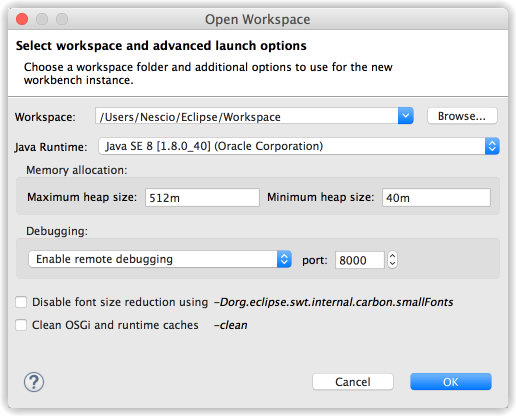 Open Workspace
Select workspace and advanced launch options
Choose a workspace folder and additional options to use for the new
workbench instance.
Workspace: /Users/Nescio/Eclipse/Workspace Browse...
Java Runtime: Java SE 8 [1.8.0_40] (Oracle Corporation)
Memory allocation:
Maximum heap size: 512m Minimum heap size: 40m
Debugging:
Enable remote debugging port: 8000
Disable font size reduction using -Dorg.eclipse.swt.internal.carbon.smallFonts
Clean OSGi and runtime caches -clean
? Cancel OK